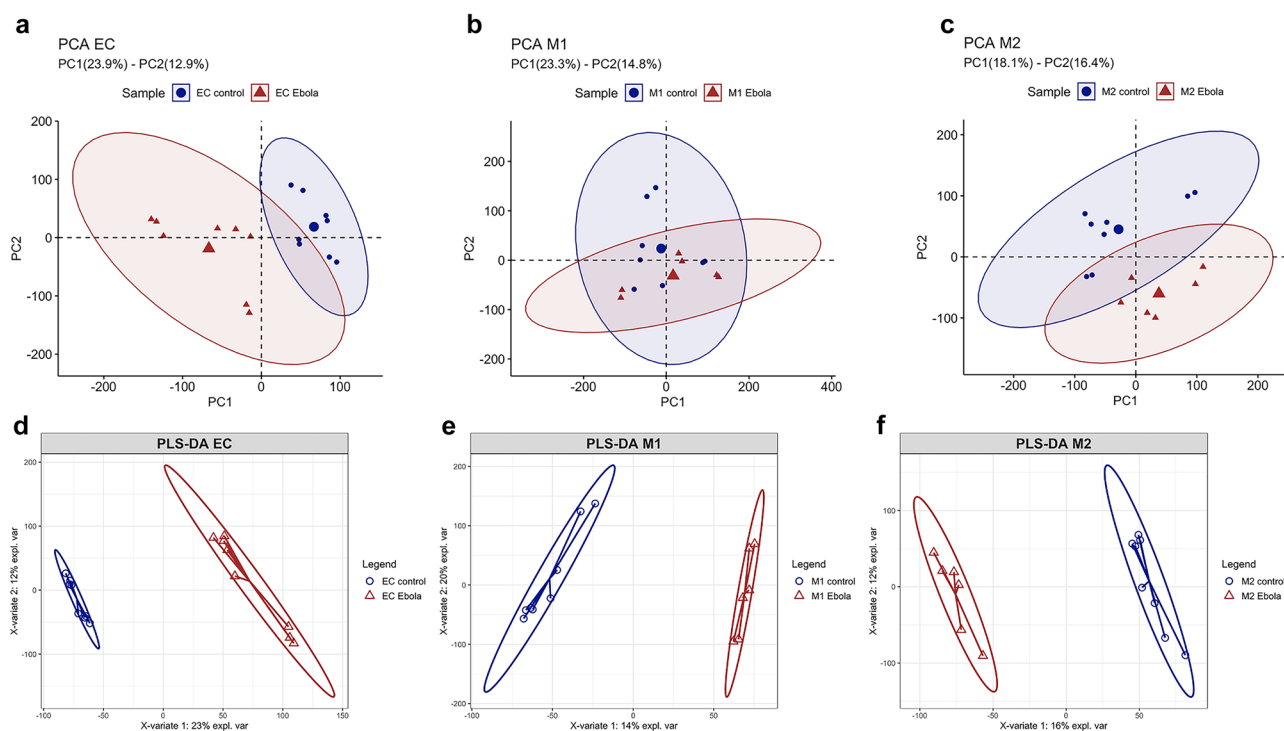 a
PCA EC
PC1(23.9%) - PC2(12.9%)
Sample EC control EC Ebola
200
100
0
-100
-200
PC2
-200 -100 0 100
PC1
b
PCA M1
PC1(23.3%) - PC2(14.8%)
Sample M1 control M1 Ebola
200
100
0
-100
-200
PC2
-200 0 200 400
PC1
c
PCA M2
PC1(18.1%) - PC2(16.4%)
Sample M2 control M2 Ebola
200
100
0
-100
PC2
-200 -100 0 100 200
PC1
d
PLS-DA EC
200
100
0
-100
X-variate 2: 12% expl. var
-100 -50 0 50 100 150
X-variate 1: 23% expl. var
Legend
EC control
EC Ebola
e
PLS-DA M1
200
100
0
-100
-200
X-variate 2: 20% expl. var
-100 -50 0 50
X-variate 1: 14% expl. var
Legend
M1 control
M1 Ebola
f
PLS-DA M2
100
0
-100
X-variate 2: 12% expl. var
-100 -50 0 50
X-variate 1: 16% expl. var
Legend
M2 control
M2 Ebola